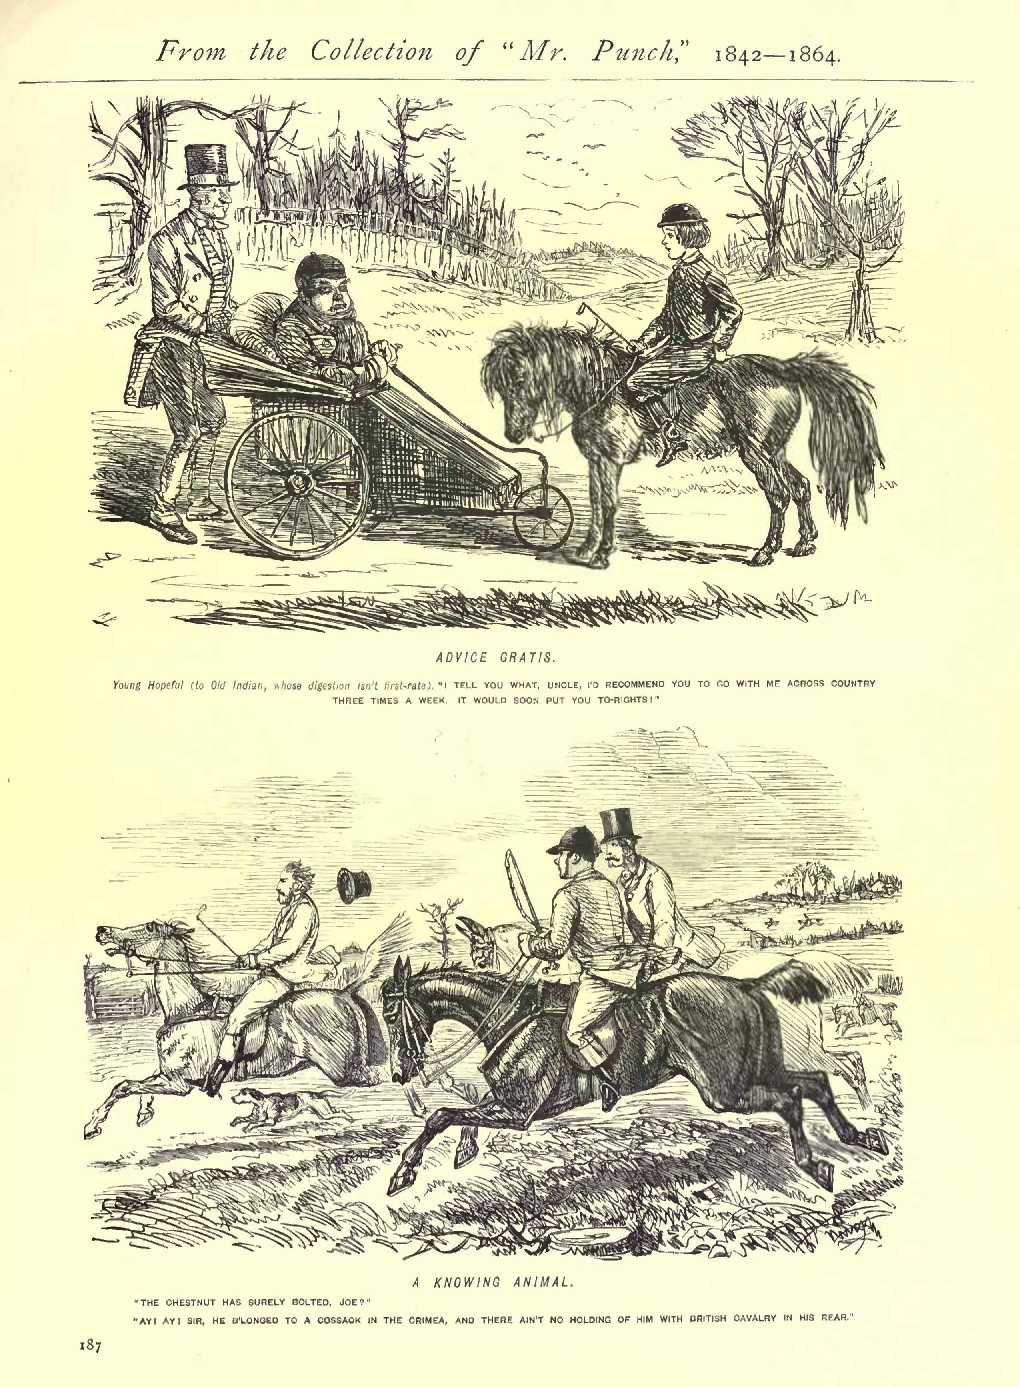 From the Collection of "Mr. Punch," 1842—1864.
ADVICE GRATIS.
Young Hopeful (to Old Indian, whose digestion isn't first-rate). "I TELL YOU WHAT, UNCLE, I'D RECOMMEND YOU TO GO WITH ME ACROSS COUNTRY
THREE TIMES A WEEK. IT WOULD SOON PUT YOU TO-RIGHTS!"
A KNOWING ANIMAL.
"THE CHESTNUT HAS SURELY BOLTED, JOE?"
"AY! AY! SIR, HE B'LONGED TO A COSSACK IN THE CRIMEA, AND THERE AIN'T NO HOLDING OF HIM WITH BRITISH CAVALRY IN HIS REAR."
187